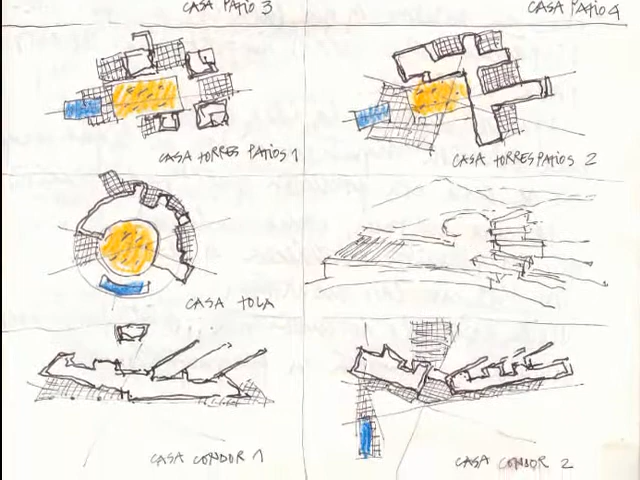 CASA PATIO 3
CASA PATIO 4
CASA TORRES PATIOS 1
CASA TORRES PATIOS 2
CASA TOLA
CASA CONDOR 1
CASA CONDOR 2